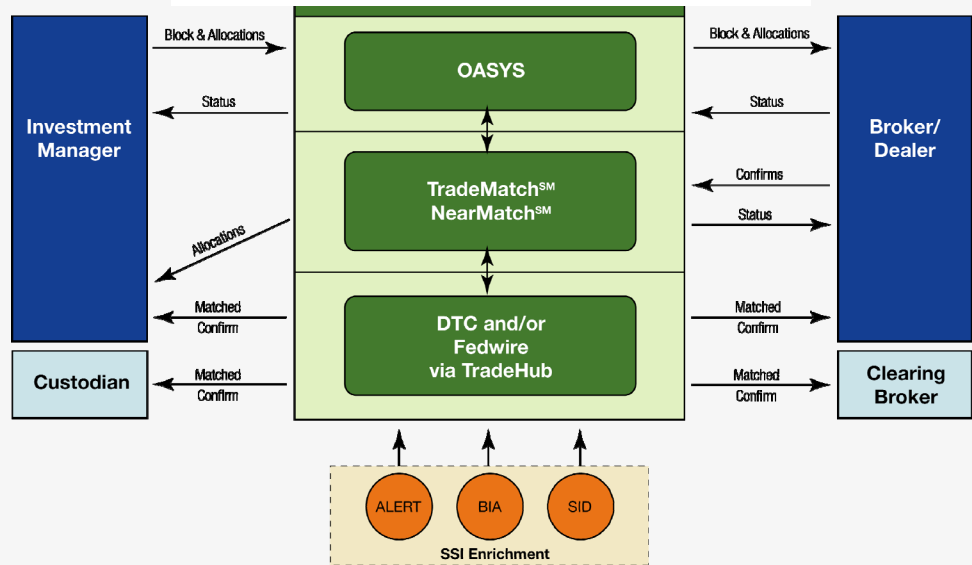 Block & Allocations
Block & Allocations
OASYS
Status
Status
Investment
Manager
Broker/
Dealer
Confirms
TradeMatch℠
NearMatch℠
Status
Allocations
Matched
Confirm
DTC and/or
Fedwire
via TradeHub
Matched
Confirm
Custodian
Matched
Confirm
Matched
Confirm
Clearing
Broker
ALERT
BIA
SID
SSI Enrichment